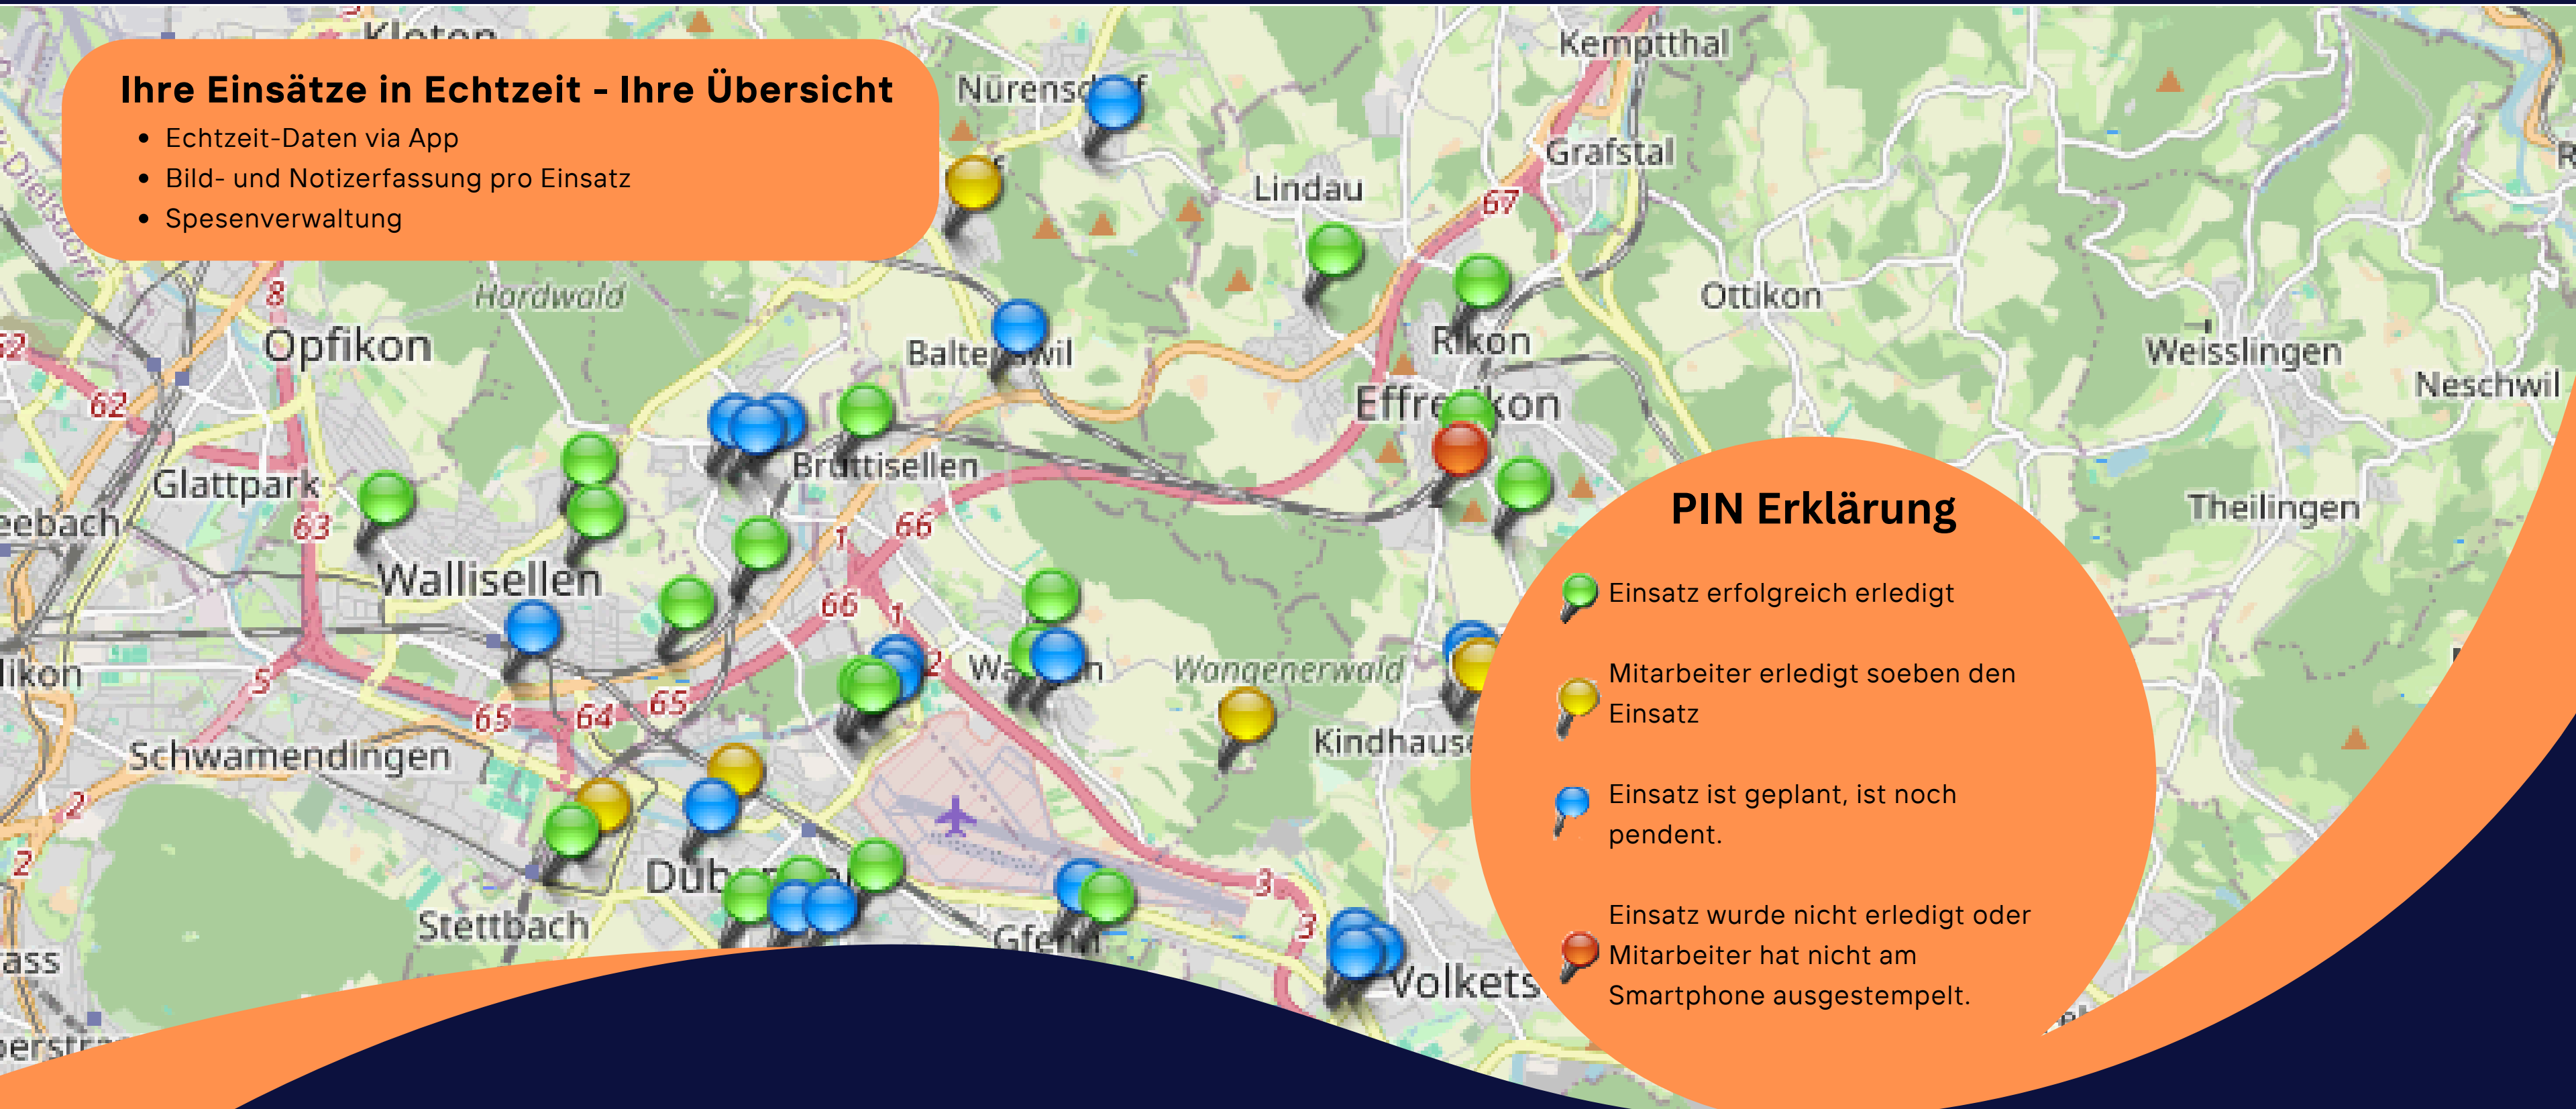 Kloten
Ihre Einsätze in Echtzeit - Ihre Übersicht
• Echtzeit-Daten via App
• Bild- und Notizerfassung pro Einsatz
• Spesenverwaltung
Kemptthal
Grafstal
Lindau
67
Hardwald
8
Opfikon
Ottikon
Rikon
Weisslingen
Neschwil
62
Glattpark
Brüttisellen
63
1
66
Theilingen
Wallisellen
66
1
2
Wangenerwald
5
65
64
65
Schwamendingen
2
2
3
3
Stettbach
PIN Erklärung
Einsatz erfolgreich erledigt
Mitarbeiter erledigt soeben den
Einsatz
Einsatz ist geplant, ist noch
pendent.
Einsatz wurde nicht erledigt oder
Mitarbeiter hat nicht am
Smartphone ausgestempelt.